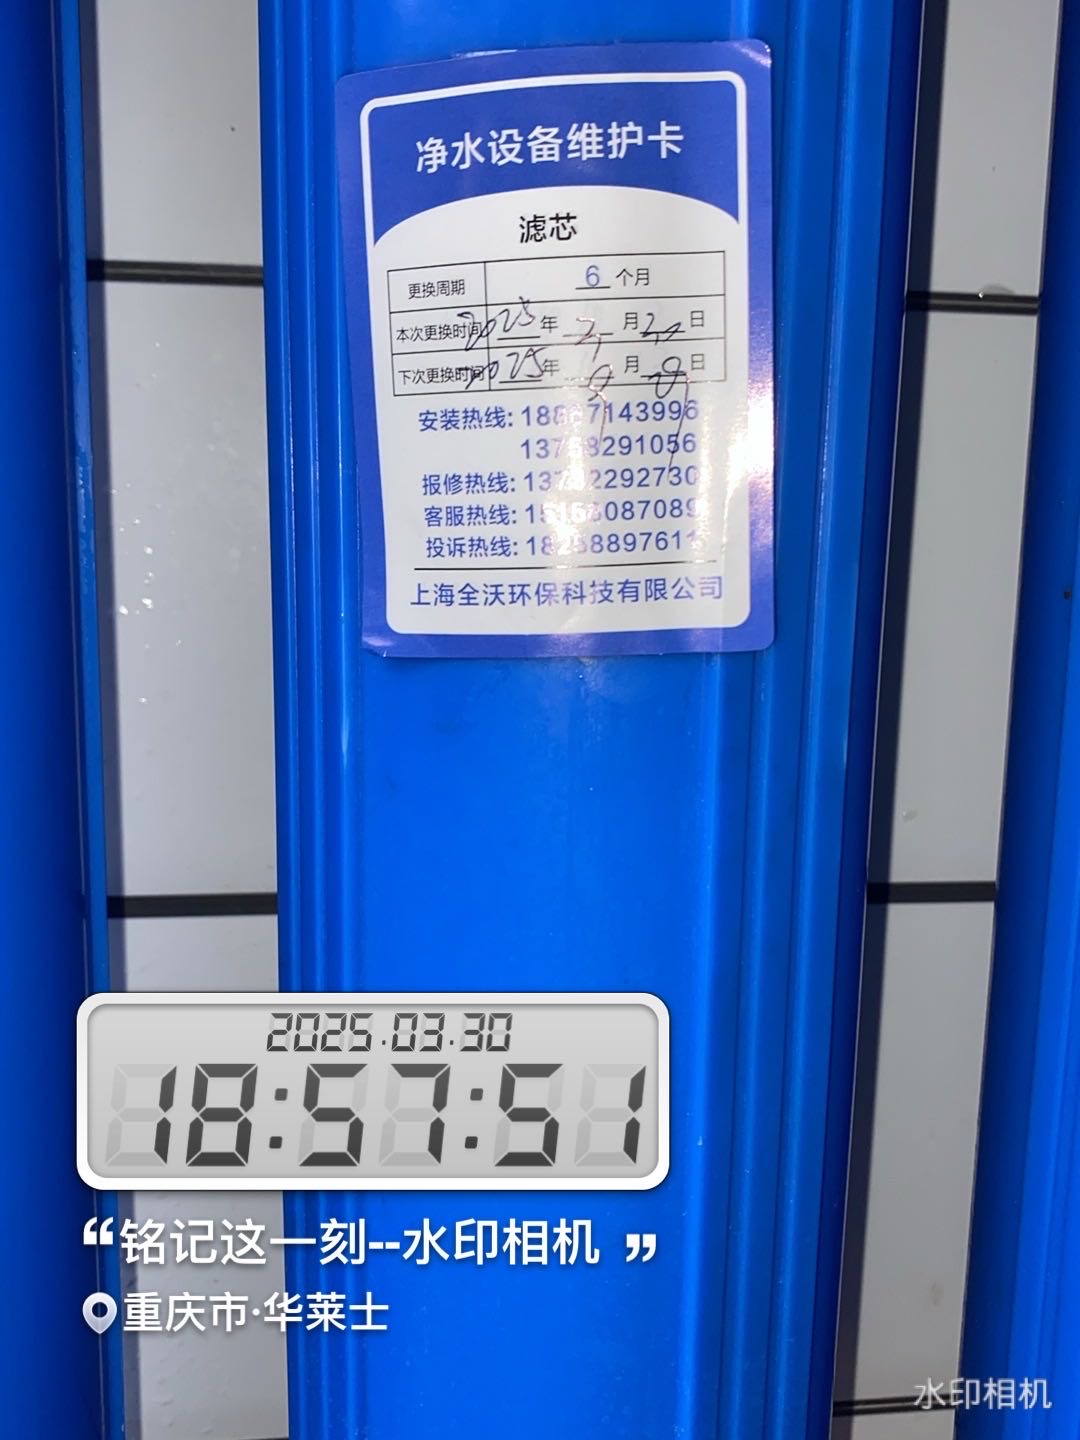 净水设备维护卡
滤芯
更换周期 6 个月
本次更换时间 2025 年 月 日
下次更换时间 2025 年 月 日
安装热线:
报修热线:
客服热线:
投诉热线:
上海全沃环保科技有限公司
2025.03.30
18:57:51
“铭记这一刻--水印相机 ”
重庆市·华莱士
水印相机